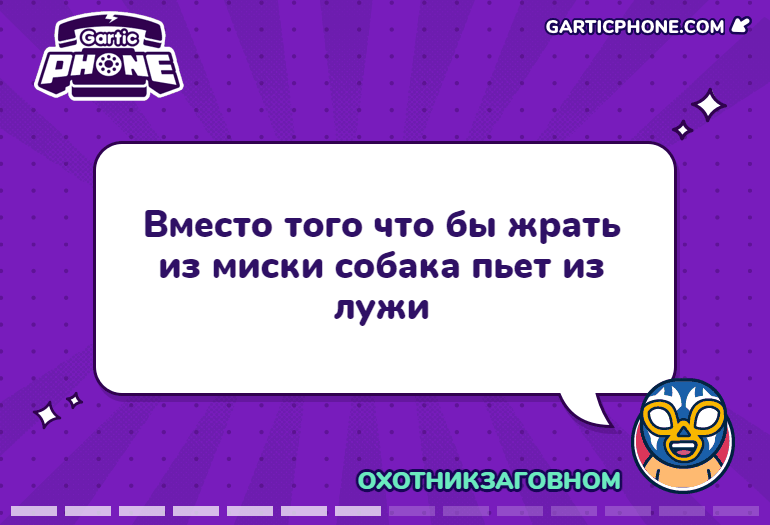 Gartic
PHONE
GARTICPHONE.COM
Вместо того что бы жрать
из миски собака пьет из
лужи
ОХОТНИКЗАГОВНОМ